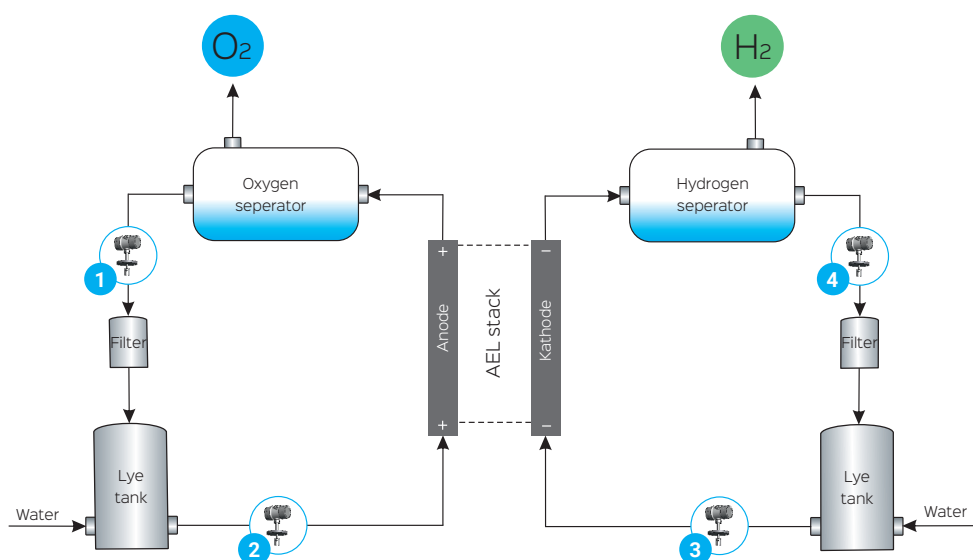 O2
H2
Oxygen
seperator
Hydrogen
seperator
1
4
+
−
Filter
Anode
AEL stack
Kathode
Filter
+
−
Lye
tank
Lye
tank
Water
Water
2
3